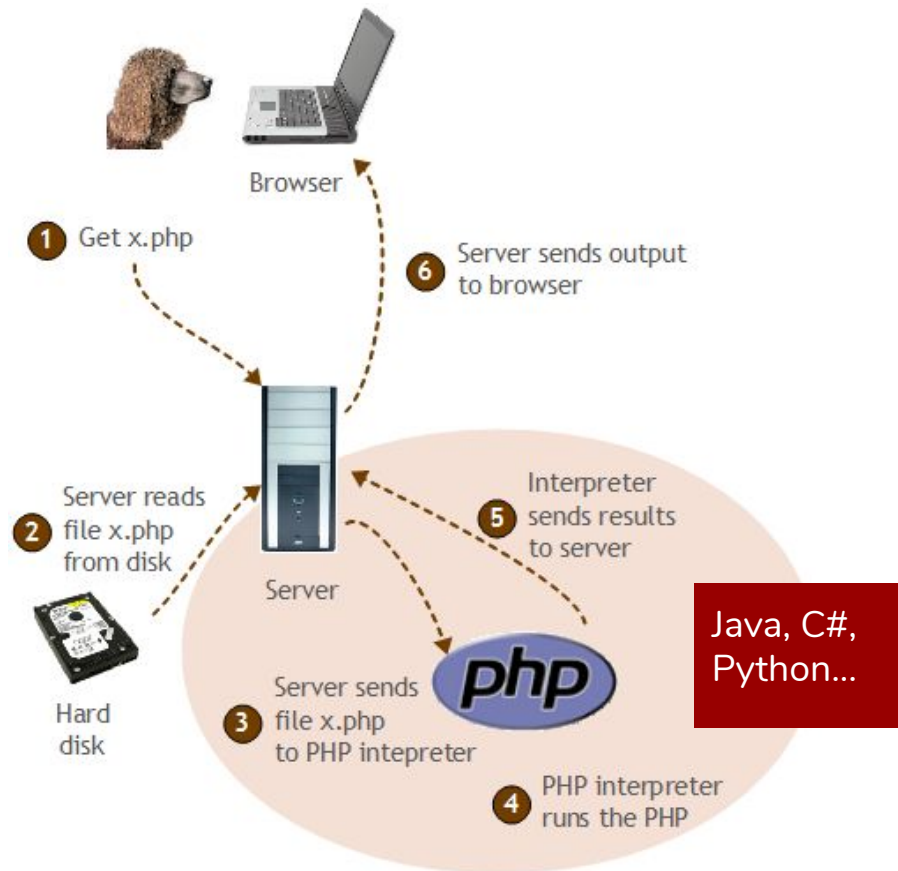 Browser
1 Get x.php
6 Server sends output
to browser
2 Server reads
file x.php
from disk
Server
5 Interpreter
sends results
to server
Hard
disk
php
Java, C#,
Python...
3 Server sends
file x.php
to PHP intepreter
4 PHP interpreter
runs the PHP